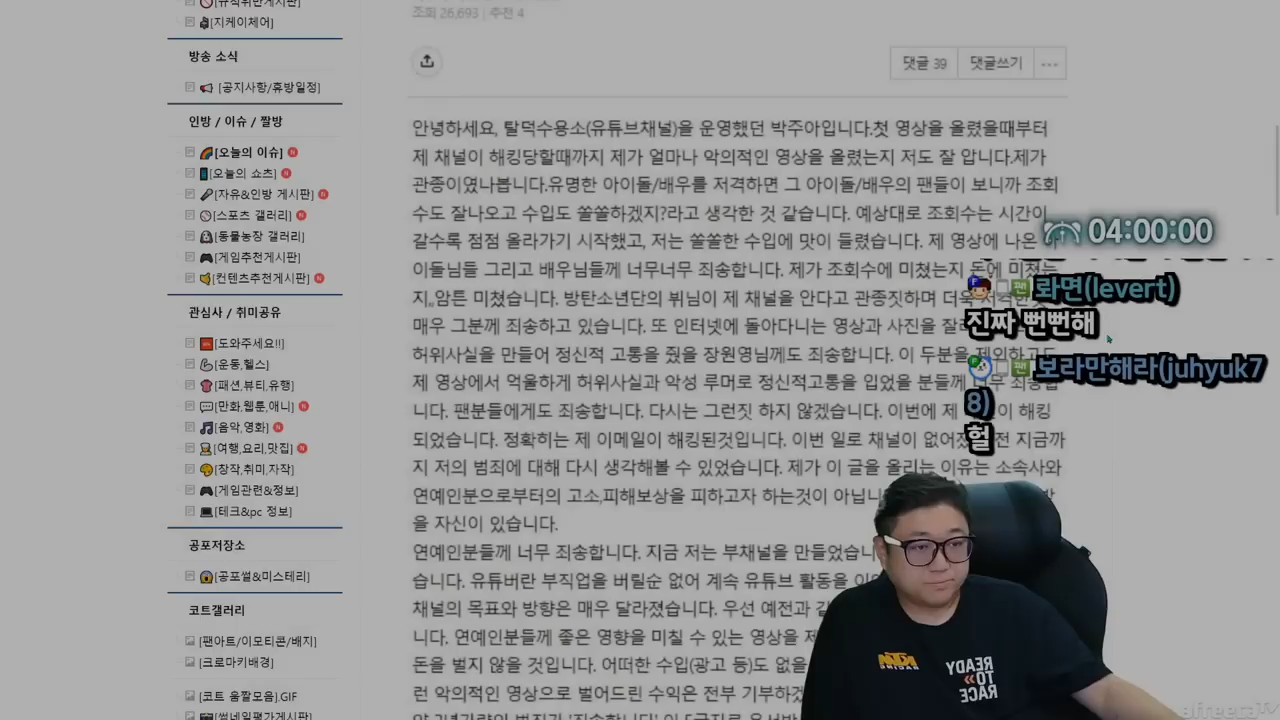 [지케이체어]
방송 소식
[공지사항/휴방일정]
인방 / 이슈 / 짤방
[오늘의 이슈] N
[오늘의 쇼츠] N
[자유&인방 게시판] N
[스포츠 갤러리] N
[동물농장 갤러리]
[게임추천게시판]
[컨텐츠추천게시판] N
관심사 / 취미공유
[도와주세요!!]
[운동,헬스]
[패션,뷰티,유행]
[만화,웹툰,애니] N
[음악,영화] N
[여행,요리,맛집] N
[창작,취미,자작]
[게임관련&정보]
[테크&pc 정보]
공포저장소
[공포썰&미스테리]
코트갤러리
[팬아트/이모티콘/배지]
[크로마키배경]
[코트 움짤모음].GIF
조회 26,693 | 추천 4
댓글 39 댓글쓰기 ...
안녕하세요, 탈덕수용소(유튜브채널)을 운영했던 박주아입니다.첫 영상을 올렸을때부터
제 채널이 해킹당할때까지 제가 얼마나 악의적인 영상을 올렸는지 저도 잘 압니다.제가
관종이였나봅니다.유명한 아이돌/배우를 저격하면 그 아이돌/배우의 팬들이 보니까 조회
수도 잘나오고 수입도 쏠쏠하겠지?라고 생각한 것 같습니다. 예상대로 조회수는 시간이
갈수록 점점 올라가기 시작했고, 저는 쏠쏠한 수입에 맛이 들렸습니다. 제 영상에 나온
이돌님들 그리고 배우님들께 너무너무 죄송합니다. 제가 조회수에 미쳤는지 돈에 미쳤는
지,,암튼 미쳤습니다. 방탄소년단의 뷔님이 제 채널을 안다고 관종짓하며 더욱
매우 그분께 죄송하고 있습니다. 또 인터넷에 돌아다니는 영상과 사진을
허위사실을 만들어 정신적 고통을 줬을 장원영님께도 죄송합니다. 이 두분을 제외하고도
제 영상에서 억울하게 허위사실과 악성 루머로 정신적고통을 입었을 분들께
니다. 팬분들에게도 죄송합니다. 다시는 그런짓 하지 않겠습니다. 이번에 제 해킹
되었습니다. 정확히는 제 이메일이 해킹된것입니다. 이번 일로 채널이 지금까
지 저의 범죄에 대해 다시 생각해볼 수 있었습니다. 제가 이 글을 올리는 이유는 소속사와
연예인분으로부터의 고소,피해보상을 피하고자 하는것이
을 자신이 있습니다.
연예인분들께 너무 죄송합니다. 지금 저는 부채널을
습니다. 유튜버란 부직업을 버릴순 없어 계속 유튜브 활동을
채널의 목표와 방향은 매우 달라졌습니다. 우선 예전과
니다. 연예인분들께 좋은 영향을 미칠 수 있는 영상을
돈을 벌지 않을 것입니다. 어떠한 수입(광고 등)도
런 악의적인 영상으로 벌어드린 수익은 전부
04:00:00
팬 롸면(levert)
진짜 뻔뻔해
팬 보라만해라(juhyuk7
8)
헐
KTM
RACING
READY
TO
RACE
afreecaTV